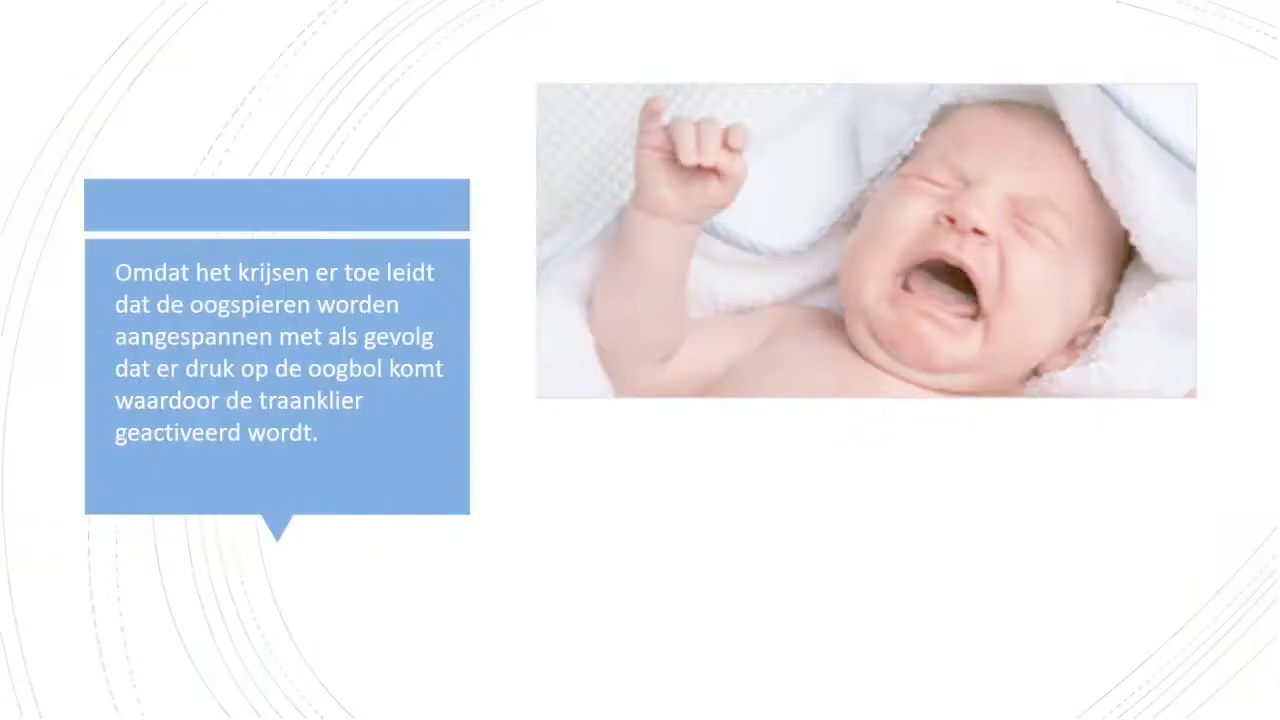 Omdat het krijsen er toe leidt
dat de oogspieren worden
aangespannen met als gevolg
dat er druk op de oogbol komt
waardoor de traanklier
geactiveerd wordt.